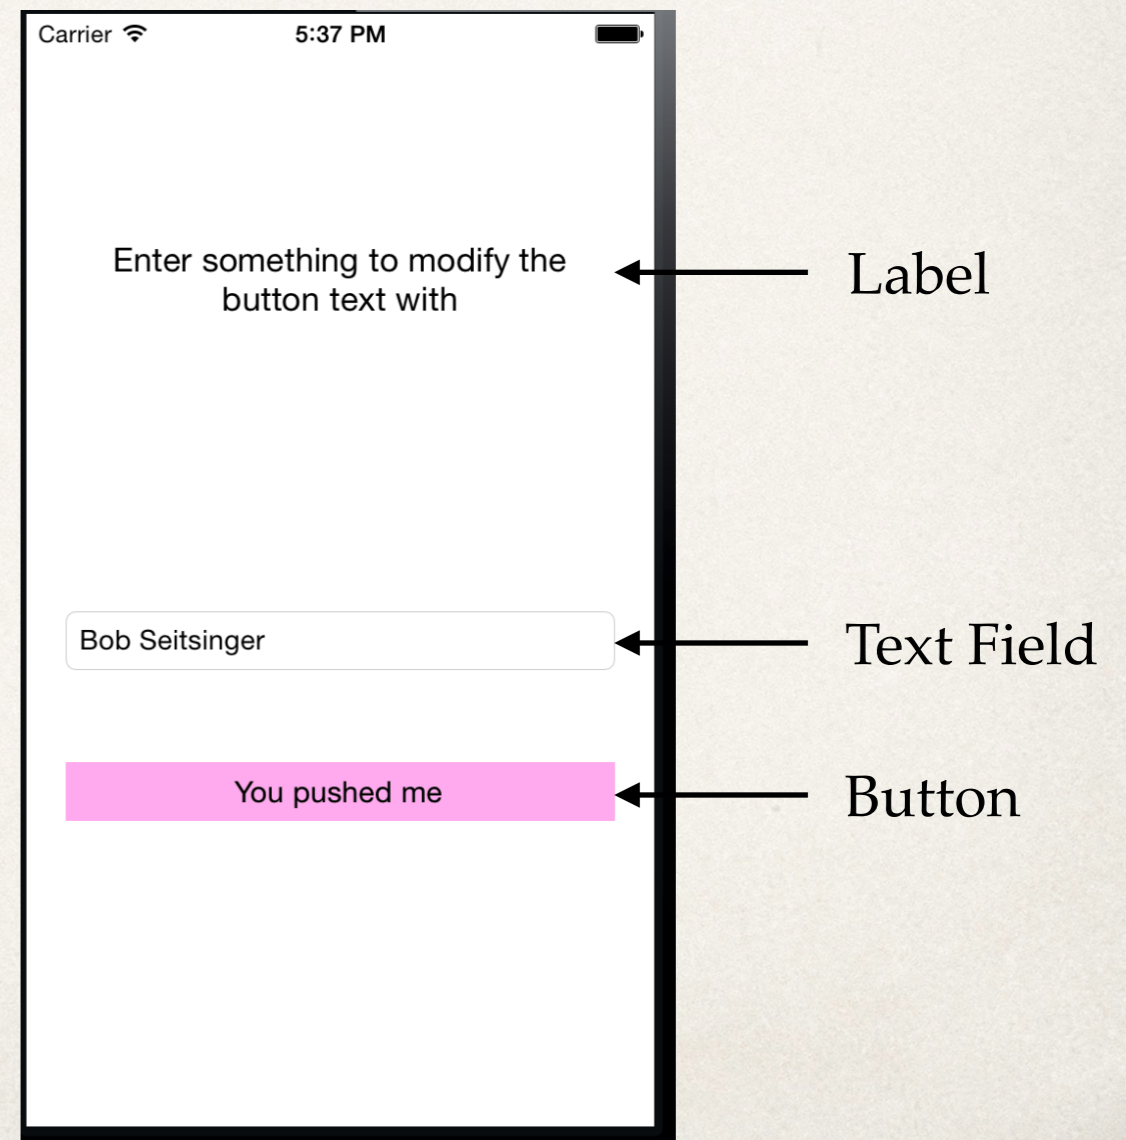 Carrier 5:37 PM
Enter something to modify the
button text with
Label
Bob Seitsinger
Text Field
You pushed me
Button